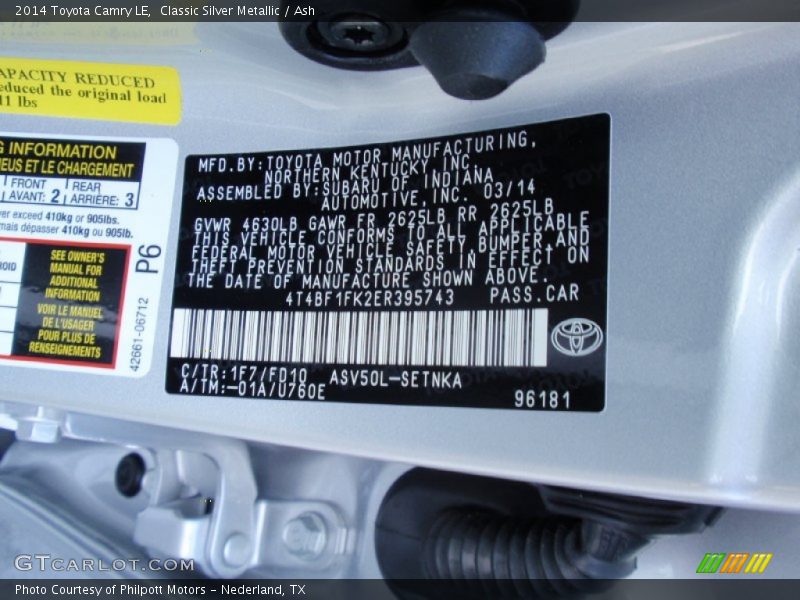 2014 Toyota Camry LE,  Classic Silver Metallic / Ash
APACITY REDUCED
educed the original load
11 lbs
G INFORMATION
NEUS ET LE CHARGEMENT
FRONT AVANT: 2 REAR ARRIÈRE: 3
ver exceed 410kg or 905lbs.
mais dépasser 410kg ou 905lb.
SEE OWNER'S
MANUAL FOR
ADDITIONAL
INFORMATION
VOIR LE MANUEL
DE L'USAGER
POUR PLUS DE
RENSEIGNEMENTS
P6
42661-06712
MFD.BY:TOYOTA MOTOR MANUFACTURING,
NORTHERN KENTUCKY INC
ASSEMBLED BY:SUBARU OF INDIANA
AUTOMOTIVE,INC. 03/14
GVWR 4630LB GAWR FR 2625LB RR 2625LB
THIS VEHICLE CONFORMS TO ALL APPLICABLE
FEDERAL MOTOR VEHICLE SAFETY,BUMPER,AND
THEFT PREVENTION STANDARDS IN EFFECT ON
THE DATE OF MANUFACTURE SHOWN ABOVE.
4T4BF1FK2ER395743 PASS.CAR
C/TR:1F7/FD10 ASV50L-SETNKA
A/TM:-01A/U760E
96181
GTCARLOT.COM
Photo Courtesy of Philpott Motors - Nederland, TX